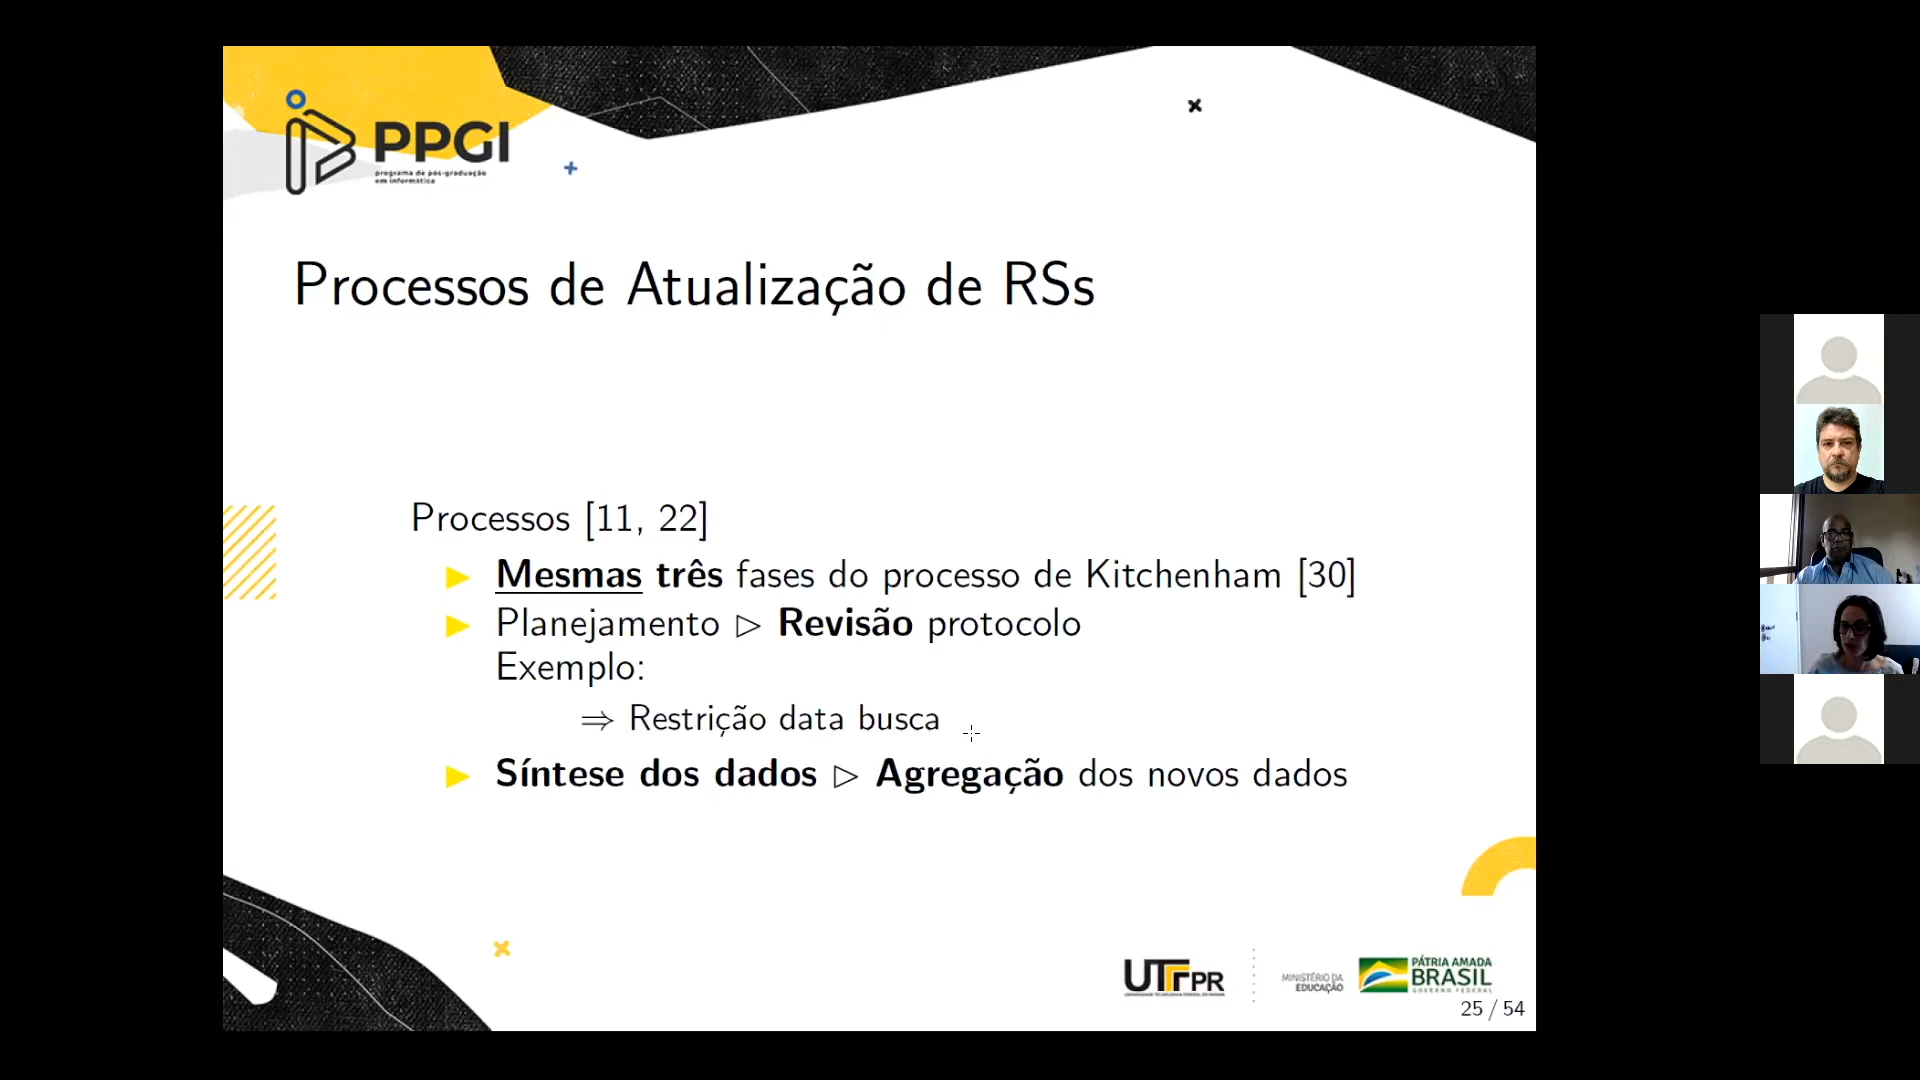 PPGI
programa de pós-graduação
em informática
Processos de Atualização de RSs
Processos [11, 22]
Mesmas três fases do processo de Kitchenham [30]
Planejamento ▷ Revisão protocolo
Exemplo:
⇒ Restrição data busca
Síntese dos dados ▷ Agregação dos novos dados
UTFPR
MINISTÉRIO DA
EDUCAÇÃO
PÁTRIA AMADA
BRASIL
GOVERNO FEDERAL
25 / 54